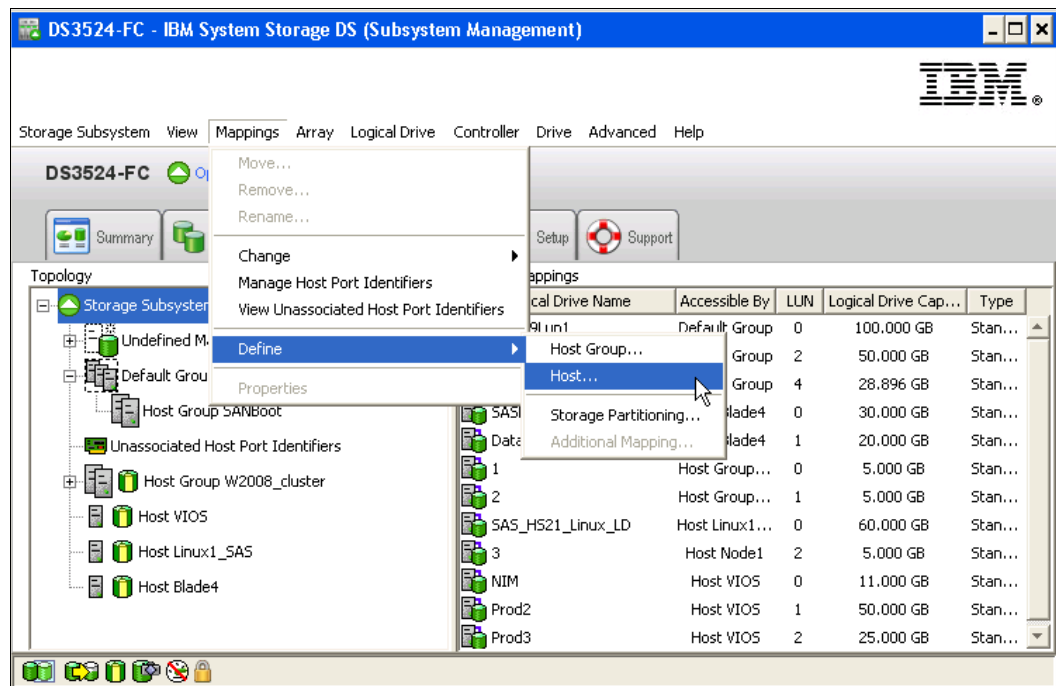 DS3524-FC - IBM System Storage DS (Subsystem Management)
IBM ®
Storage Subsystem View Mappings Array Logical Drive Controller Drive Advanced Help
DS3524-FC
Move...
Remove...
Rename...
Change
Manage Host Port Identifiers
View Unassociated Host Port Identifiers
Define
Properties
Host Group...
Host...
Storage Partitioning...
Additional Mapping...
Summary Setup Support
Topology
Storage Subsyster
Undefined M
Default Grou
Host Group SANBoot
Unassociated Host Port Identifiers
Host Group W2008_cluster
Host VIOS
Host Linux1_SAS
Host Blade4
appings
cal Drive Name Accessible By LUN Logical Drive Cap... Type
9Lun1 Default Group 0 100.000 GB Stan...
Group 2 50.000 GB Stan...
Group 4 28.896 GB Stan...
SASI lade4 0 30.000 GB Stan...
Data lade4 1 20.000 GB Stan...
1 Host Group... 0 5.000 GB Stan...
2 Host Group... 1 5.000 GB Stan...
SAS_HS21_Linux_LD Host Linux1... 0 60.000 GB Stan...
3 Host Node1 2 5.000 GB Stan...
NIM Host VIOS 0 11.000 GB Stan...
Prod2 Host VIOS 1 50.000 GB Stan...
Prod3 Host VIOS 2 25.000 GB Stan...